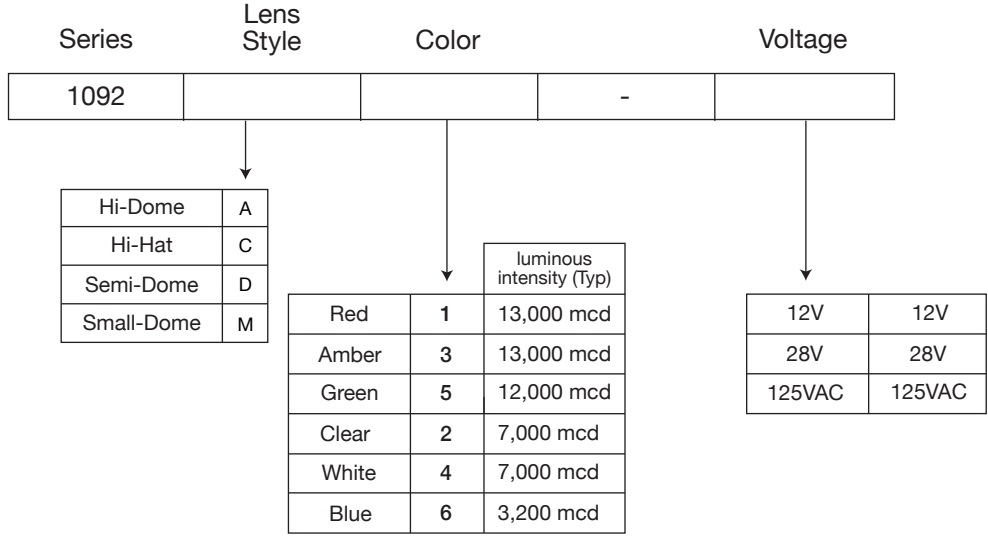 Series Lens Style Color Voltage
1092 -
Hi-Dome A
Hi-Hat C
Semi-Dome D
Small-Dome M
luminous
intensity (Typ)
Red 1 13,000 mcd
Amber 3 13,000 mcd
Green 5 12,000 mcd
Clear 2 7,000 mcd
White 4 7,000 mcd
Blue 6 3,200 mcd
12V 12V
28V 28V
125VAC 125VAC